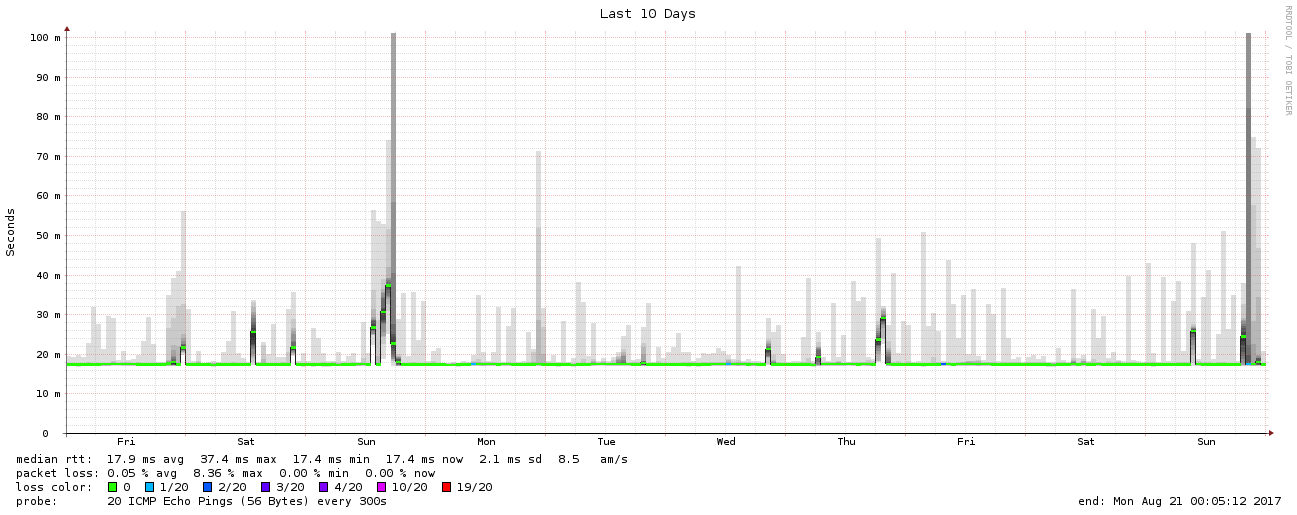 Last 10 Days
RRDTOOL / TOBI OETIKER
100 m
90 m
80 m
70 m
60 m
50 m
40 m
30 m
20 m
10 m
0
Seconds
Fri Sat Sun Mon Tue Wed Thu Fri Sat Sun
median rtt: 17.9 ms avg 37.4 ms max 17.4 ms min 17.4 ms now 2.1 ms sd 8.5 am/s
packet loss: 0.05 % avg 8.36 % max 0.00 % min 0.00 % now
loss color: 0 1/20 2/20 3/20 4/20 10/20 19/20
probe: 20 ICMP Echo Pings (56 Bytes) every 300s end: Mon Aug 21 00:05:12 2017